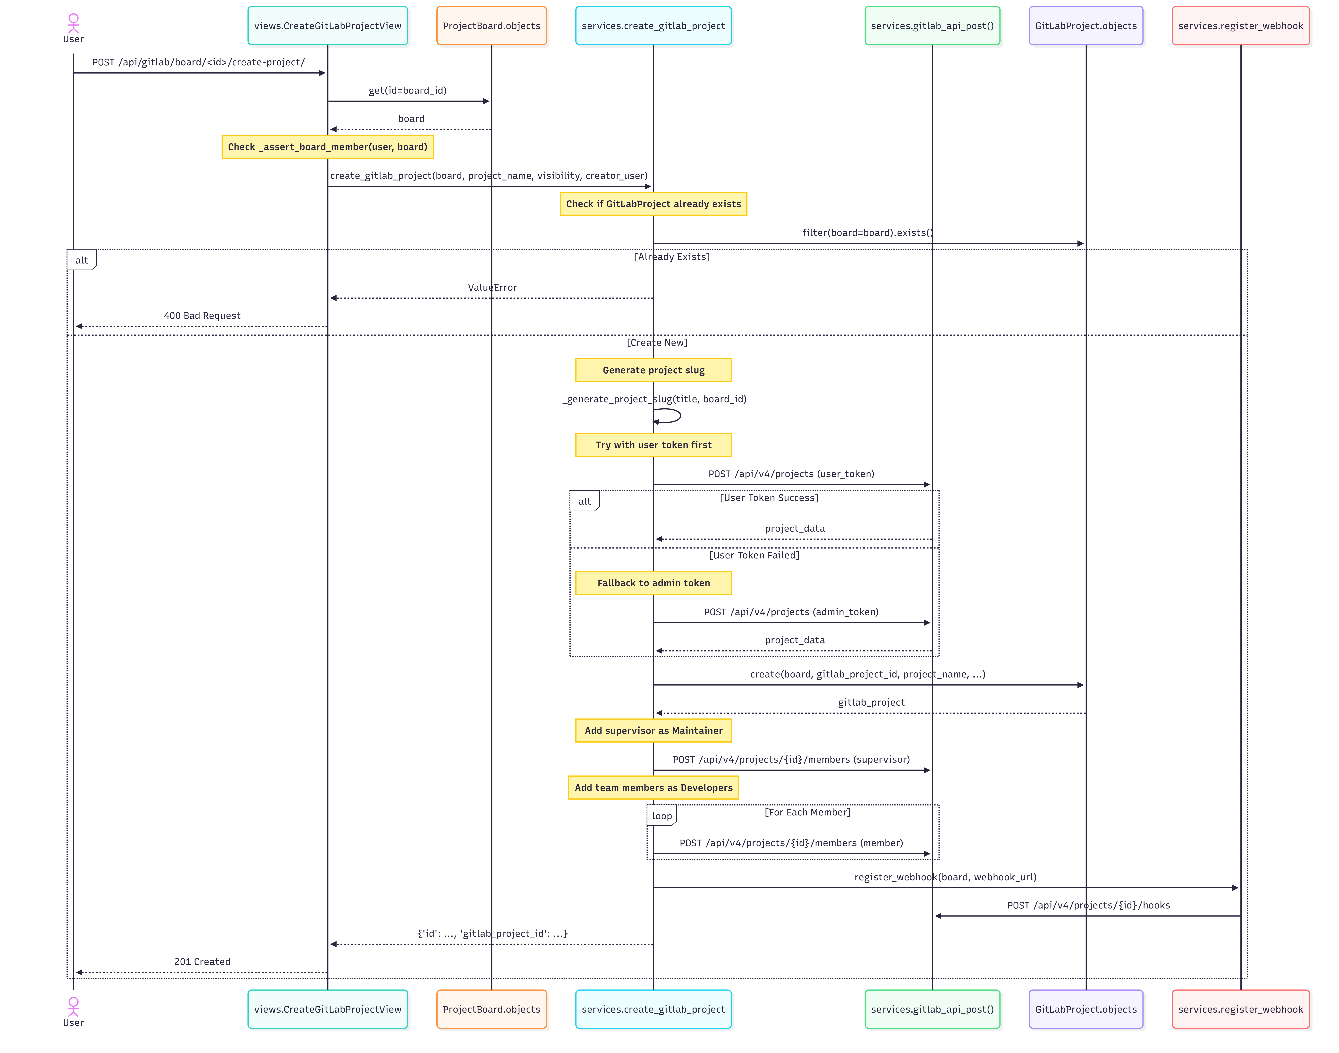 User
views.CreateGitLabProjectView
ProjectBoard.objects
services.create_gitlab_project
services.gitlab_api_post()
GitLabProject.objects
services.register_webhook
POST /api/gitlab/board/<id>/create-project/
get(id=board_id)
board
Check _assert_board_member(user, board)
create_gitlab_project(board, project_name, visibility, creator_user)
Check if GitLabProject already exists
filter(board=board).exists()
alt
[Already Exists]
ValueError
400 Bad Request
[Create New]
Generate project slug
_generate_project_slug(title, board_id)
Try with user token first
POST /api/v4/projects (user_token)
alt
[User Token Success]
project_data
[User Token Failed]
Fallback to admin token
POST /api/v4/projects (admin_token)
project_data
create(board, gitlab_project_id, project_name, ...)
gitlab_project
Add supervisor as Maintainer
POST /api/v4/projects/{id}/members (supervisor)
Add team members as Developers
loop
[For Each Member]
POST /api/v4/projects/{id}/members (member)
register_webhook(board, webhook_url)
POST /api/v4/projects/{id}/hooks
{'id': ..., 'gitlab_project_id': ...}
201 Created
User
views.CreateGitLabProjectView
ProjectBoard.objects
services.create_gitlab_project
services.gitlab_api_post()
GitLabProject.objects
services.register_webhook